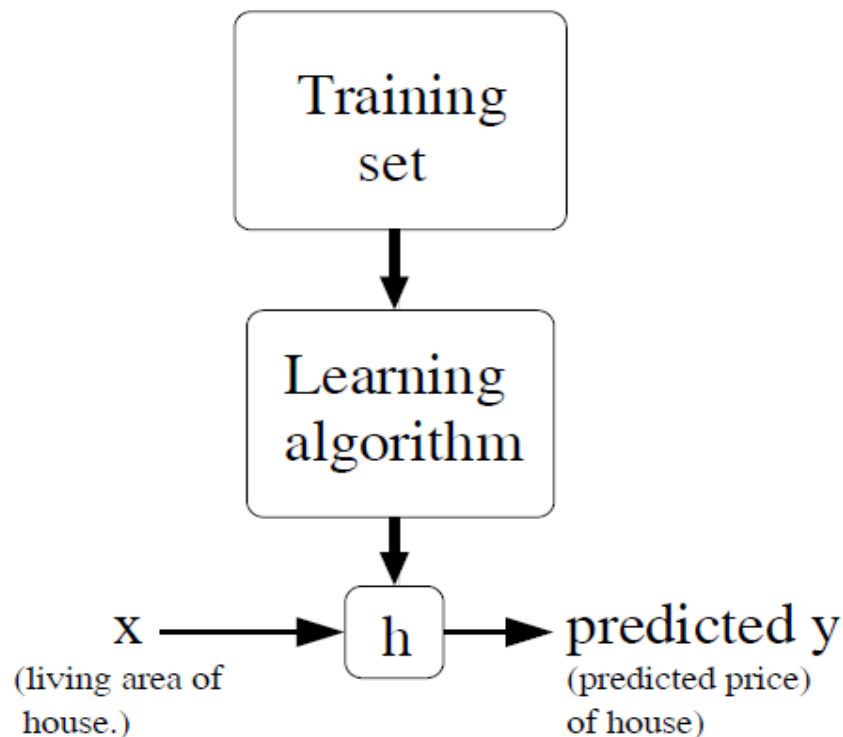 Training
set
Learning
algorithm
x
h
predicted y
(living area of
house.)
(predicted price)
of house)